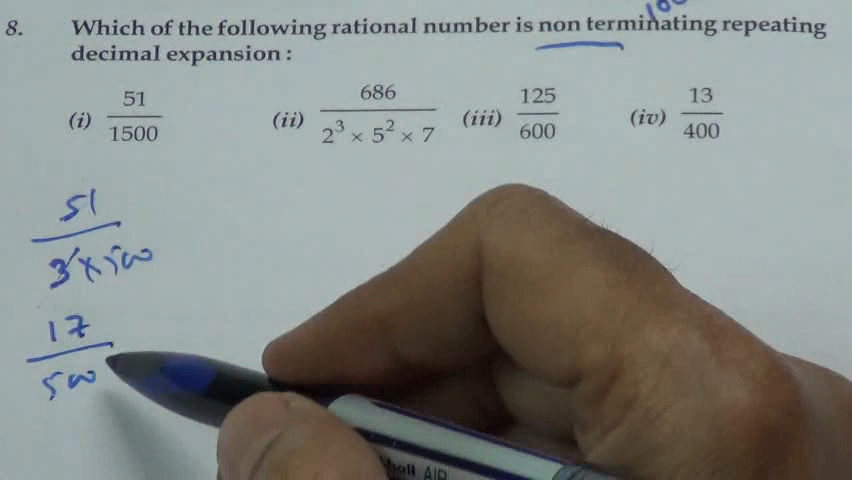 8. Which of the following rational number is non terminating repeating
decimal expansion :
(i) 51/1500 (ii) 686/(2³ × 5² × 7) (iii) 125/600 (iv) 13/400
51
3 × 500
17
500
AIR